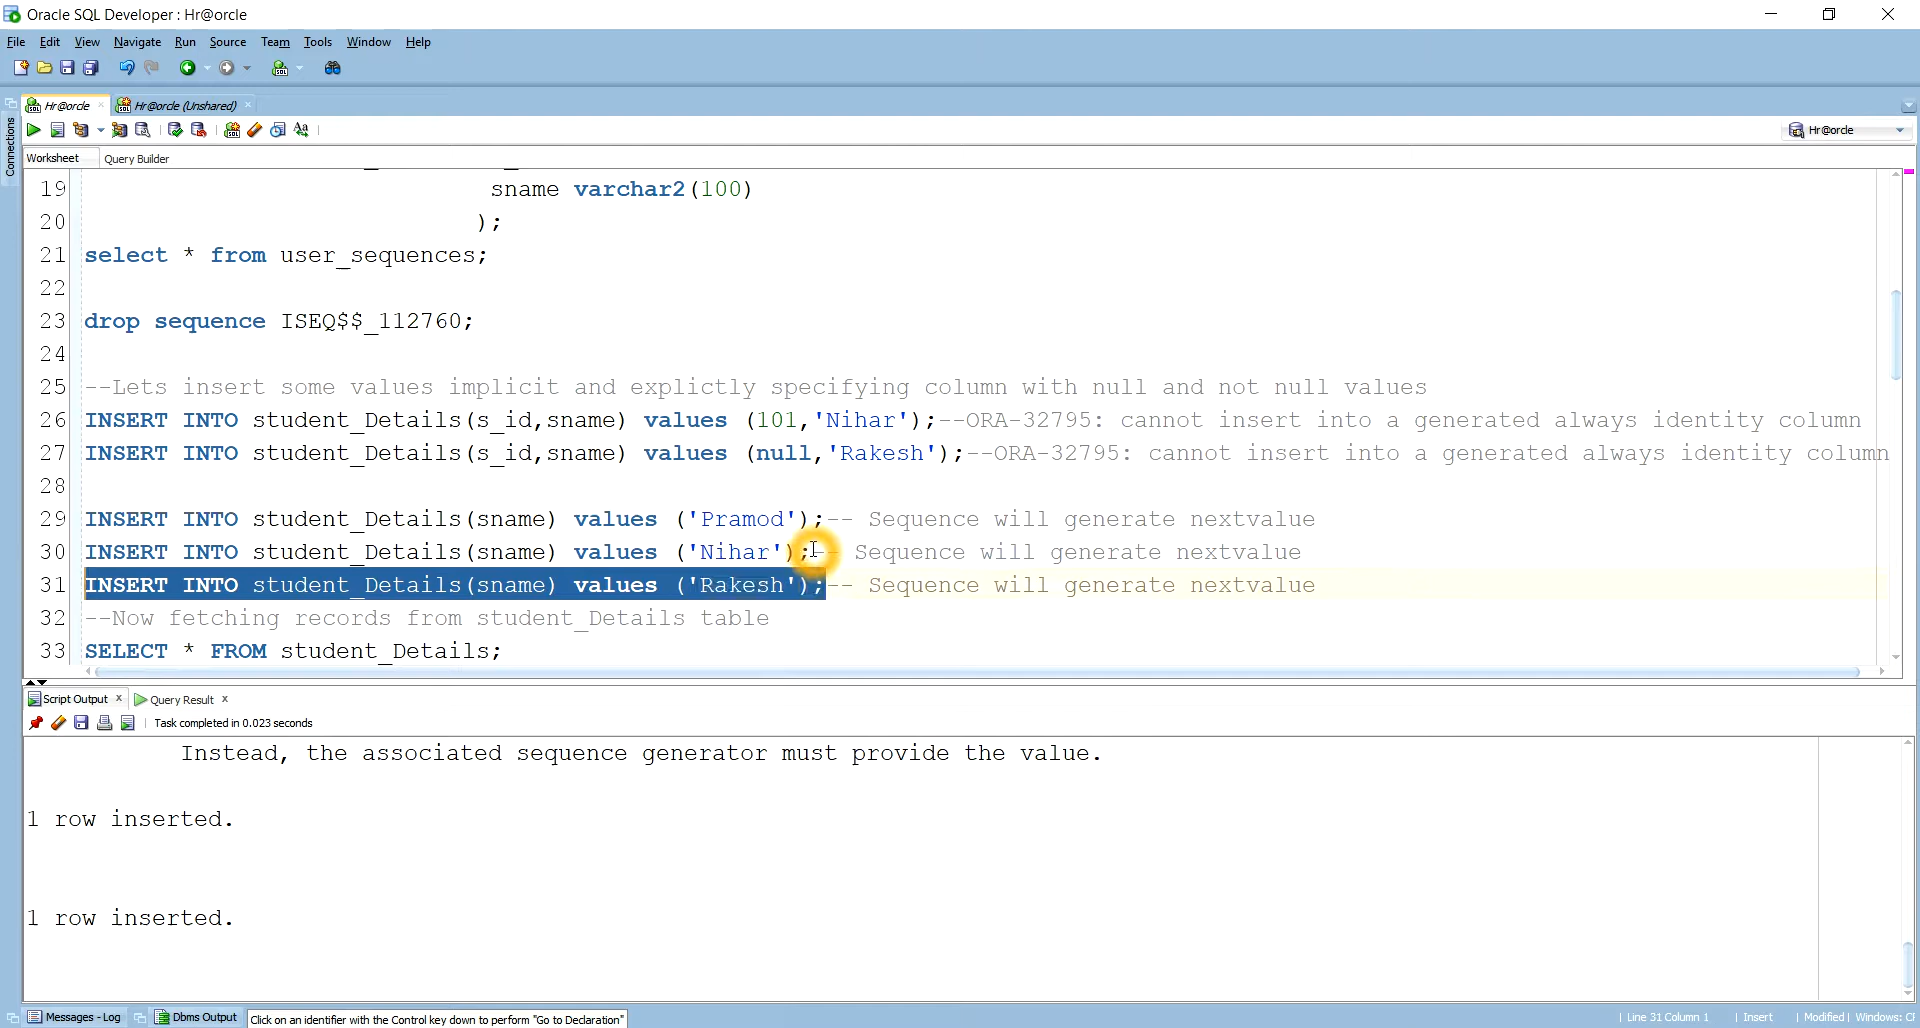 Oracle SQL Developer : Hr@orcle
File Edit View Navigate Run Source Team Tools Window Help
Hr@orcle Hr@orcle (Unshared)
Connections
Hr@orcle
Worksheet Query Builder
19 sname varchar2(100)
20 );
21 select * from user_sequences;
22
23 drop sequence ISEQ$$_112760;
24
25 --Lets insert some values implicit and explictly specifying column with null and not null values
26 INSERT INTO student_Details(s_id,sname) values (101,'Nihar');--ORA-32795: cannot insert into a generated always identity column
27 INSERT INTO student_Details(s_id,sname) values (null,'Rakesh');--ORA-32795: cannot insert into a generated always identity column
28
29 INSERT INTO student_Details(sname) values ('Pramod');-- Sequence will generate nextvalue
30 INSERT INTO student_Details(sname) values ('Nihar');-- Sequence will generate nextvalue
31 INSERT INTO student_Details(sname) values ('Rakesh');-- Sequence will generate nextvalue
32 --Now fetching records from student_Details table
33 SELECT * FROM student_Details;
Script Output Query Result
Task completed in 0.023 seconds
Instead, the associated sequence generator must provide the value.
1 row inserted.
1 row inserted.
Messages - Log Dbms Output Click on an identifier with the Control key down to perform "Go to Declaration" Line 31 Column 1 Insert Modified Windows: